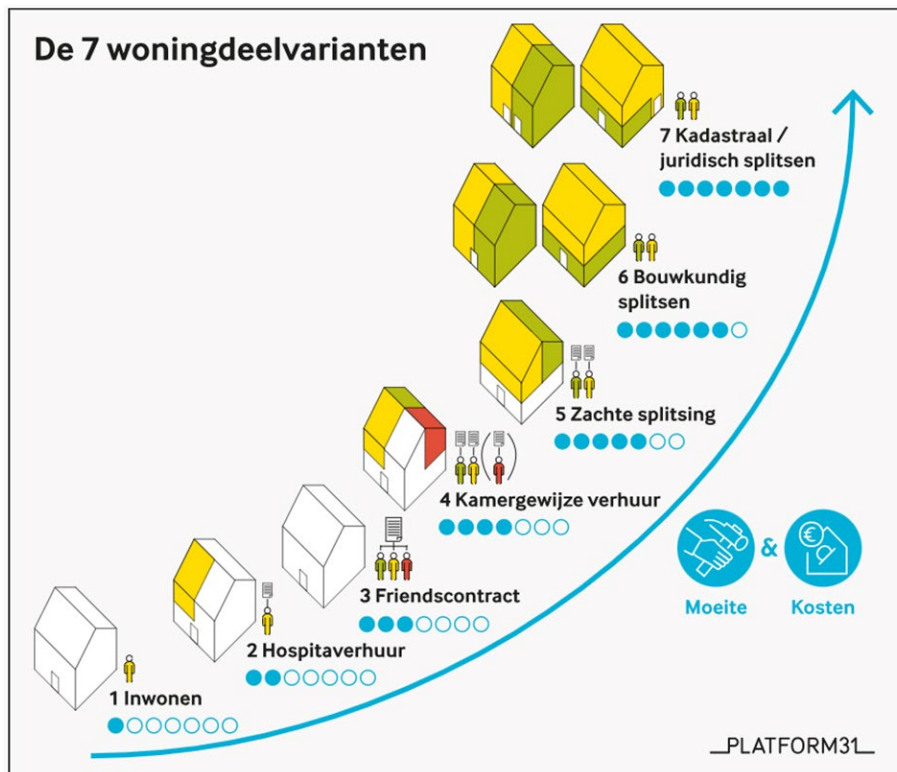 De 7 woningdeelvarianten
7 Kadastraal /
juridisch splitsen
6 Bouwkundig
splitsen
5 Zachte splitsing
4 Kamergewijze verhuur
3 Friendscontract
2 Hospitaverhuur
1 Inwonen
&
€
Moeite
Kosten
PLATFORM31